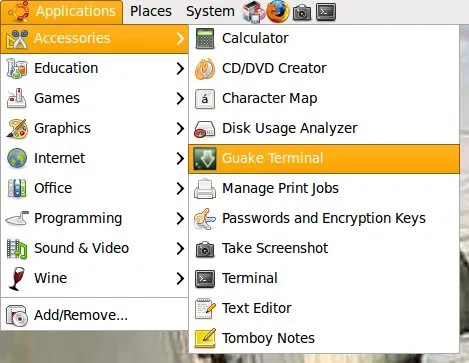 Applications Places System
Accessories
Education
Games
Graphics
Internet
Office
Programming
Sound & Video
Wine
Add/Remove...
Calculator
CD/DVD Creator
á Character Map
Disk Usage Analyzer
Guake Terminal
Manage Print Jobs
Passwords and Encryption Keys
Take Screenshot
Terminal
Text Editor
Tomboy Notes